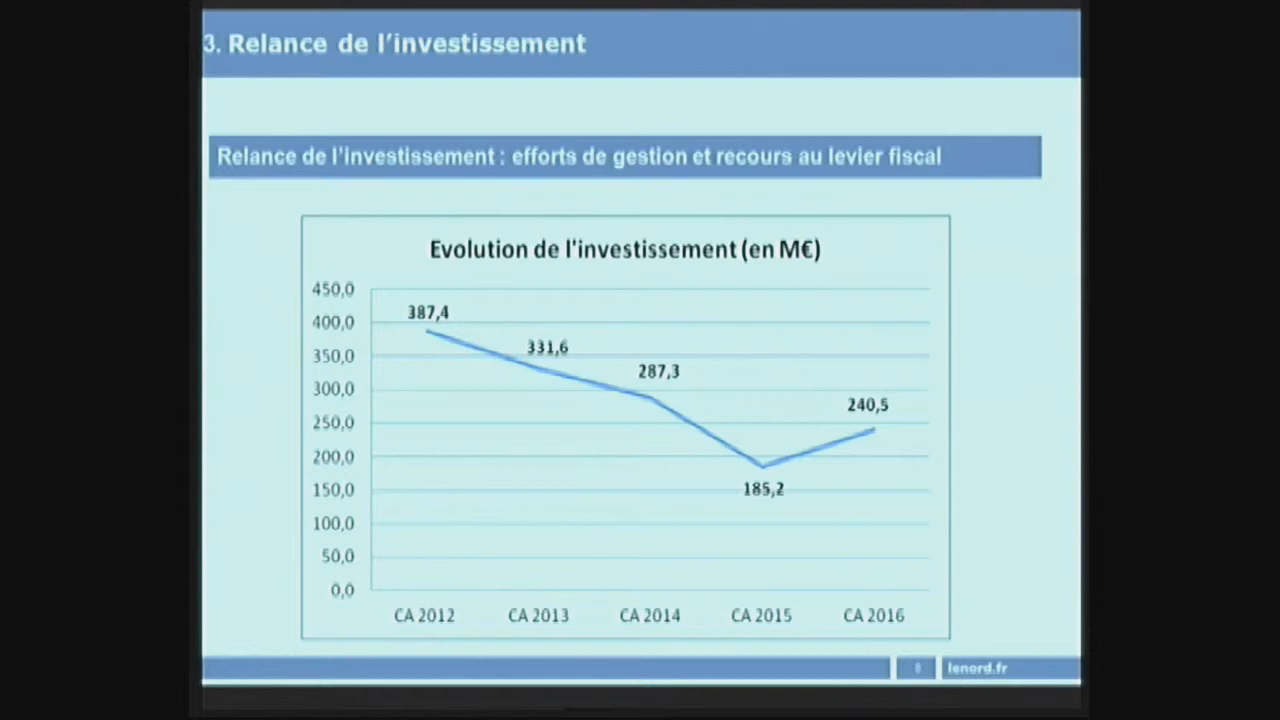 3. Relance de l'investissement
Relance de l'investissement : efforts de gestion et recours au levier fiscal
Evolution de l'investissement (en M€)
450,0
400,0
350,0
300,0
250,0
200,0
150,0
100,0
50,0
0,0
387,4
331,6
287,3
185,2
240,5
CA 2012
CA 2013
CA 2014
CA 2015
CA 2016
lenord.fr